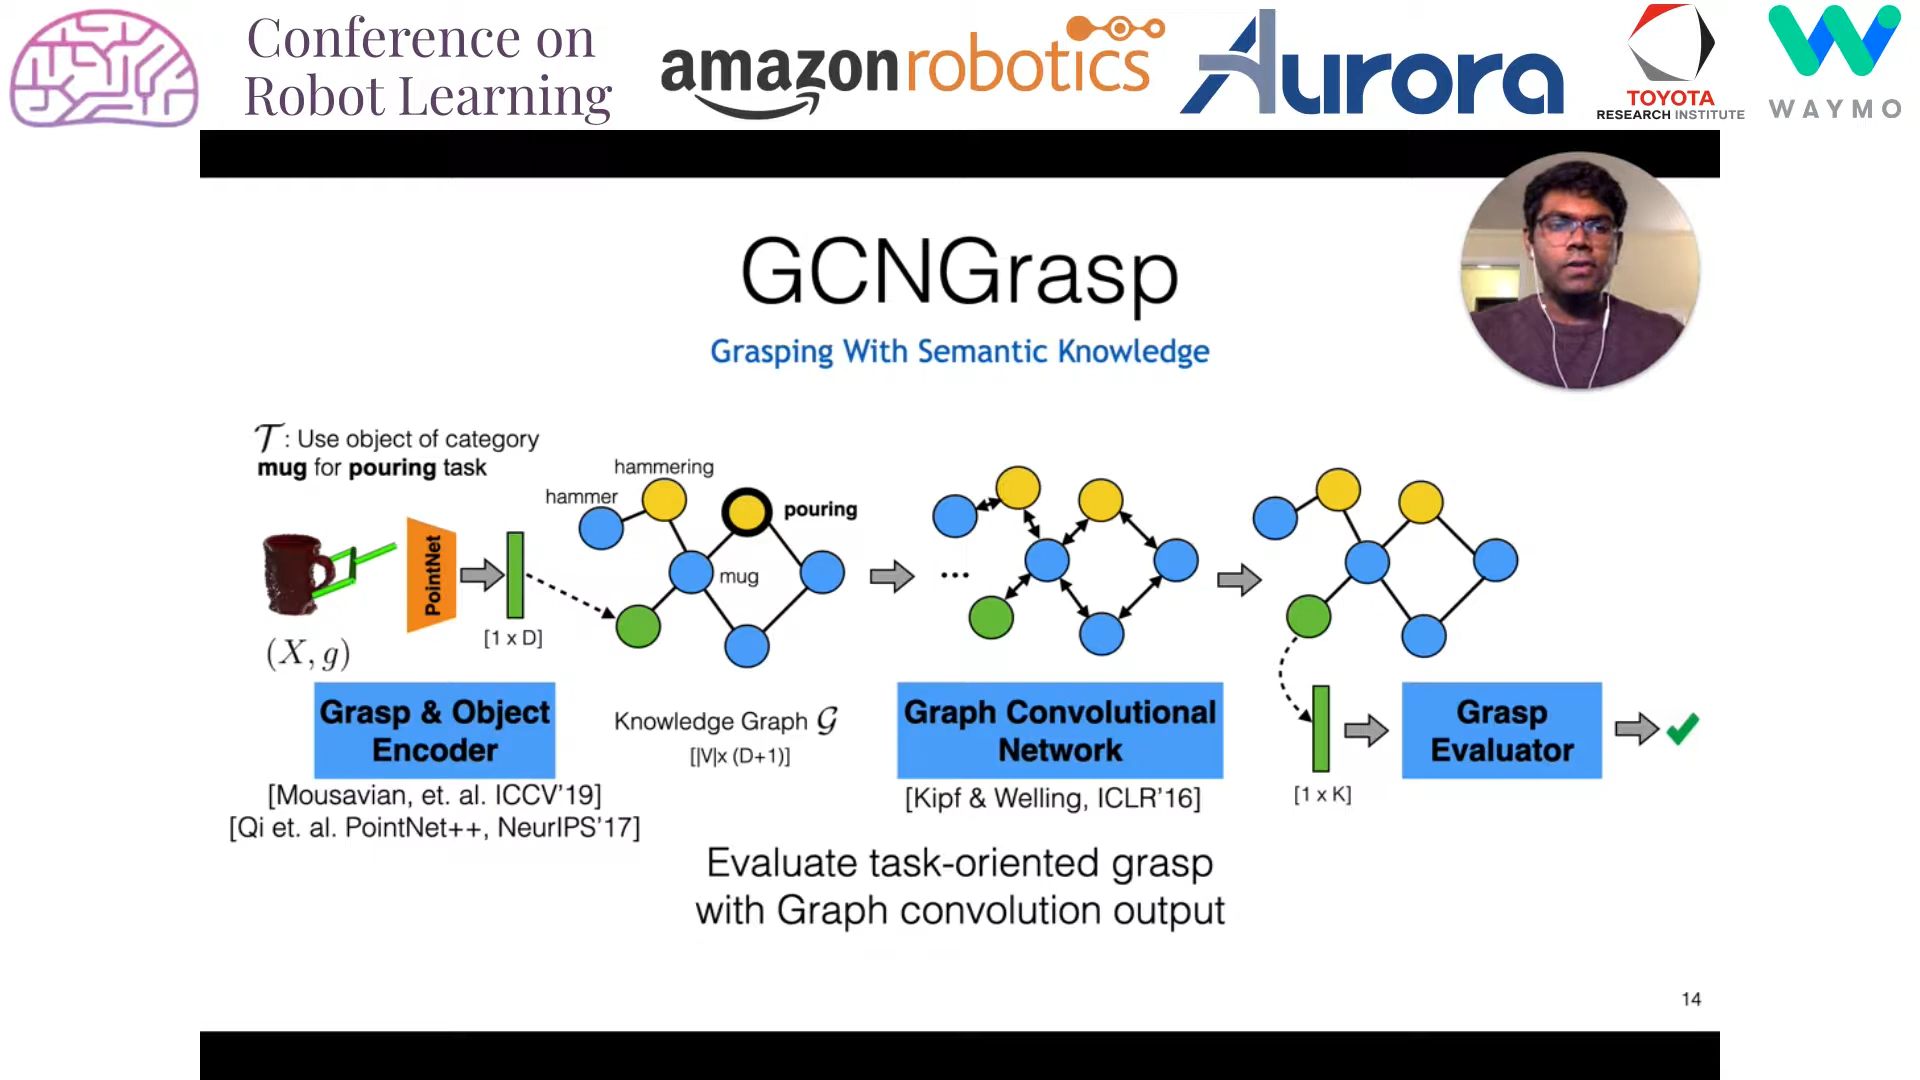 Conference on
Robot Learning
amazon robotics
Aurora
TOYOTA
RESEARCH INSTITUTE
WAYMO
GCNGrasp
Grasping With Semantic Knowledge
𝒯 : Use object of category
mug for pouring task
hammering
hammer
pouring
mug
PointNet
...
[1 x D]
(X, g)
Grasp & Object
Encoder
Knowledge Graph 𝒢
[|V|x (D+1)]
Graph Convolutional
Network
Grasp
Evaluator
[Mousavian, et. al. ICCV'19]
[Qi et. al. PointNet++, NeurIPS'17]
[Kipf & Welling, ICLR'16]
[1 x K]
Evaluate task-oriented grasp
with Graph convolution output
14